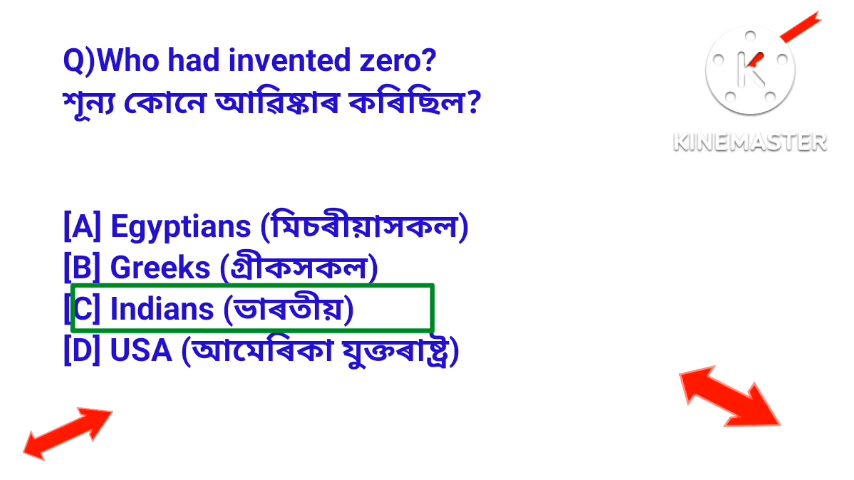 Q)Who had invented zero?
শূন্য কোনে আৱিষ্কাৰ কৰিছিল?
[A] Egyptians (মিচৰীয়াসকল)
[B] Greeks (গ্ৰীকসকল)
[C] Indians (ভাৰতীয়)
[D] USA (আমেৰিকা যুক্তৰাষ্ট্ৰ)
K
KINEMASTER